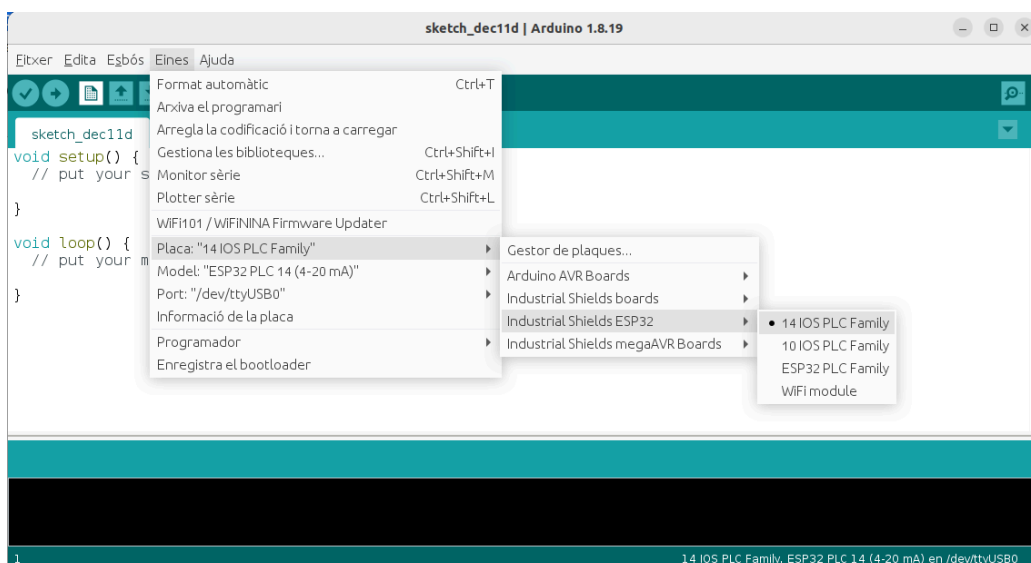 sketch_dec11d | Arduino 1.8.19
Fitxer Edita Esbós Eines Ajuda
Format automàtic Ctrl+T
Arxiva el programari
Arregla la codificació i torna a carregar
Gestiona les biblioteques... Ctrl+Shift+I
Monitor sèrie Ctrl+Shift+M
Plotter sèrie Ctrl+Shift+L
WiFi101 / WiFiNINA Firmware Updater
Placa: "14 IOS PLC Family"
Model: "ESP32 PLC 14 (4-20 mA)"
Port: "/dev/ttyUSB0"
Informació de la placa
Programador
Enregistra el bootloader
Gestor de plaques...
Arduino AVR Boards
Industrial Shields boards
Industrial Shields ESP32
Industrial Shields megaAVR Boards
14 IOS PLC Family
10 IOS PLC Family
ESP32 PLC Family
WiFi module
sketch_dec11d
void setup() {
// put your s
}
void loop() {
// put your m
}
1
14 IOS PLC Family, ESP32 PLC 14 (4-20 mA) en /dev/ttyUSB0